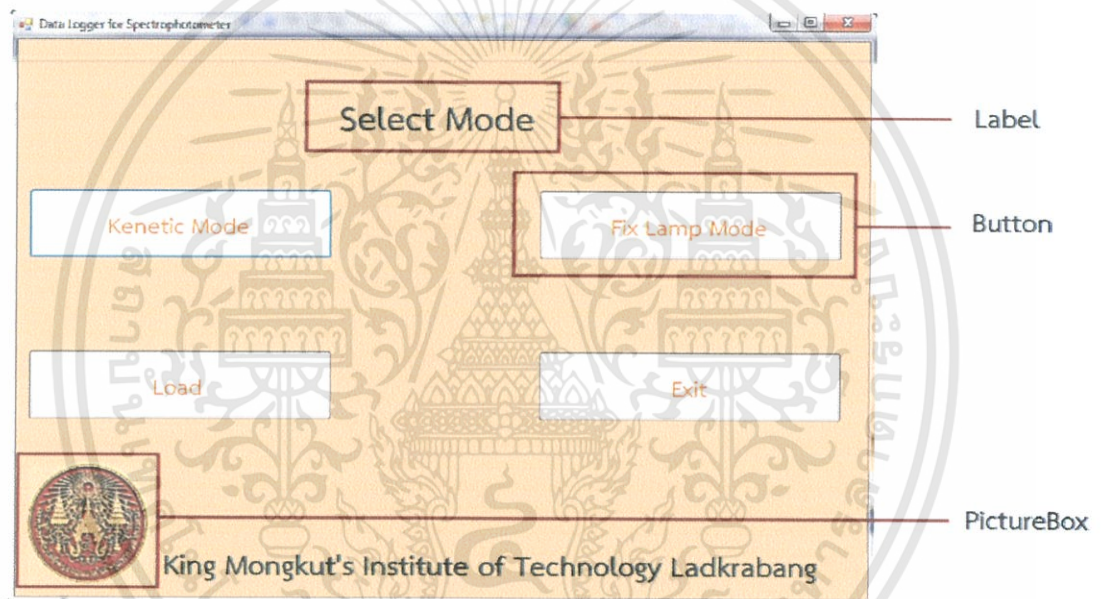 Data Logger for Spectrophotometer
Select Mode
Label
Kenetic Mode
Fix Lamp Mode
Button
Load
Exit
PictureBox
King Mongkut's Institute of Technology Ladkrabang